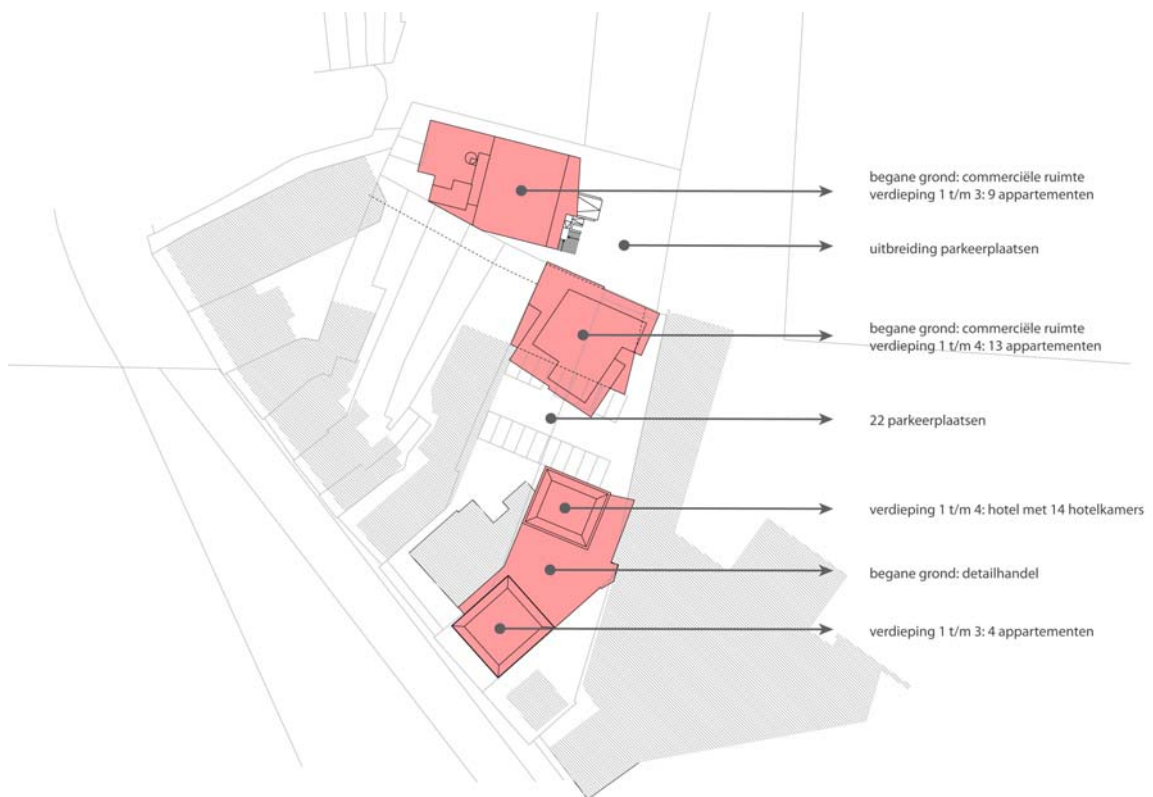 begane grond: commerciële ruimte
verdieping 1 t/m 3: 9 appartementen
uitbreiding parkeerplaatsen
begane grond: commerciële ruimte
verdieping 1 t/m 4: 13 appartementen
22 parkeerplaatsen
verdieping 1 t/m 4: hotel met 14 hotelkamers
begane grond: detailhandel
verdieping 1 t/m 3: 4 appartementen